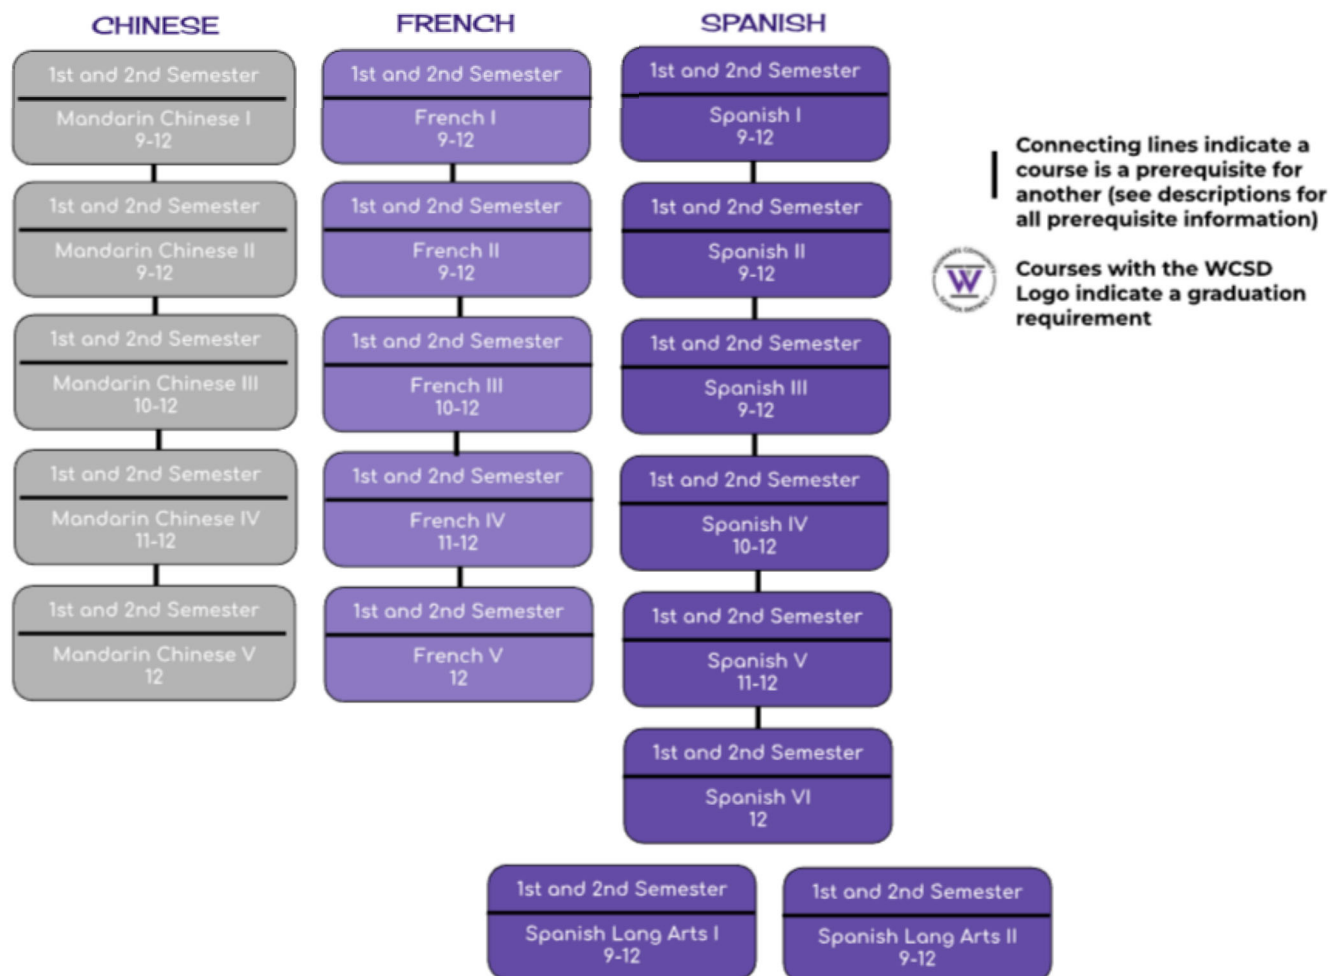 CHINESE
1st and 2nd Semester
Mandarin Chinese I
9-12
1st and 2nd Semester
Mandarin Chinese II
9-12
1st and 2nd Semester
Mandarin Chinese III
10-12
1st and 2nd Semester
Mandarin Chinese IV
11-12
1st and 2nd Semester
Mandarin Chinese V
12
FRENCH
1st and 2nd Semester
French I
9-12
1st and 2nd Semester
French II
9-12
1st and 2nd Semester
French III
10-12
1st and 2nd Semester
French IV
11-12
1st and 2nd Semester
French V
12
SPANISH
1st and 2nd Semester
Spanish I
9-12
1st and 2nd Semester
Spanish II
9-12
1st and 2nd Semester
Spanish III
9-12
1st and 2nd Semester
Spanish IV
10-12
1st and 2nd Semester
Spanish V
11-12
1st and 2nd Semester
Spanish VI
12
1st and 2nd Semester
Spanish Lang Arts I
9-12
1st and 2nd Semester
Spanish Lang Arts II
9-12
Connecting lines indicate a
course is a prerequisite for
another (see descriptions for
all prerequisite information)
W
Courses with the WCSD
Logo indicate a graduation
requirement